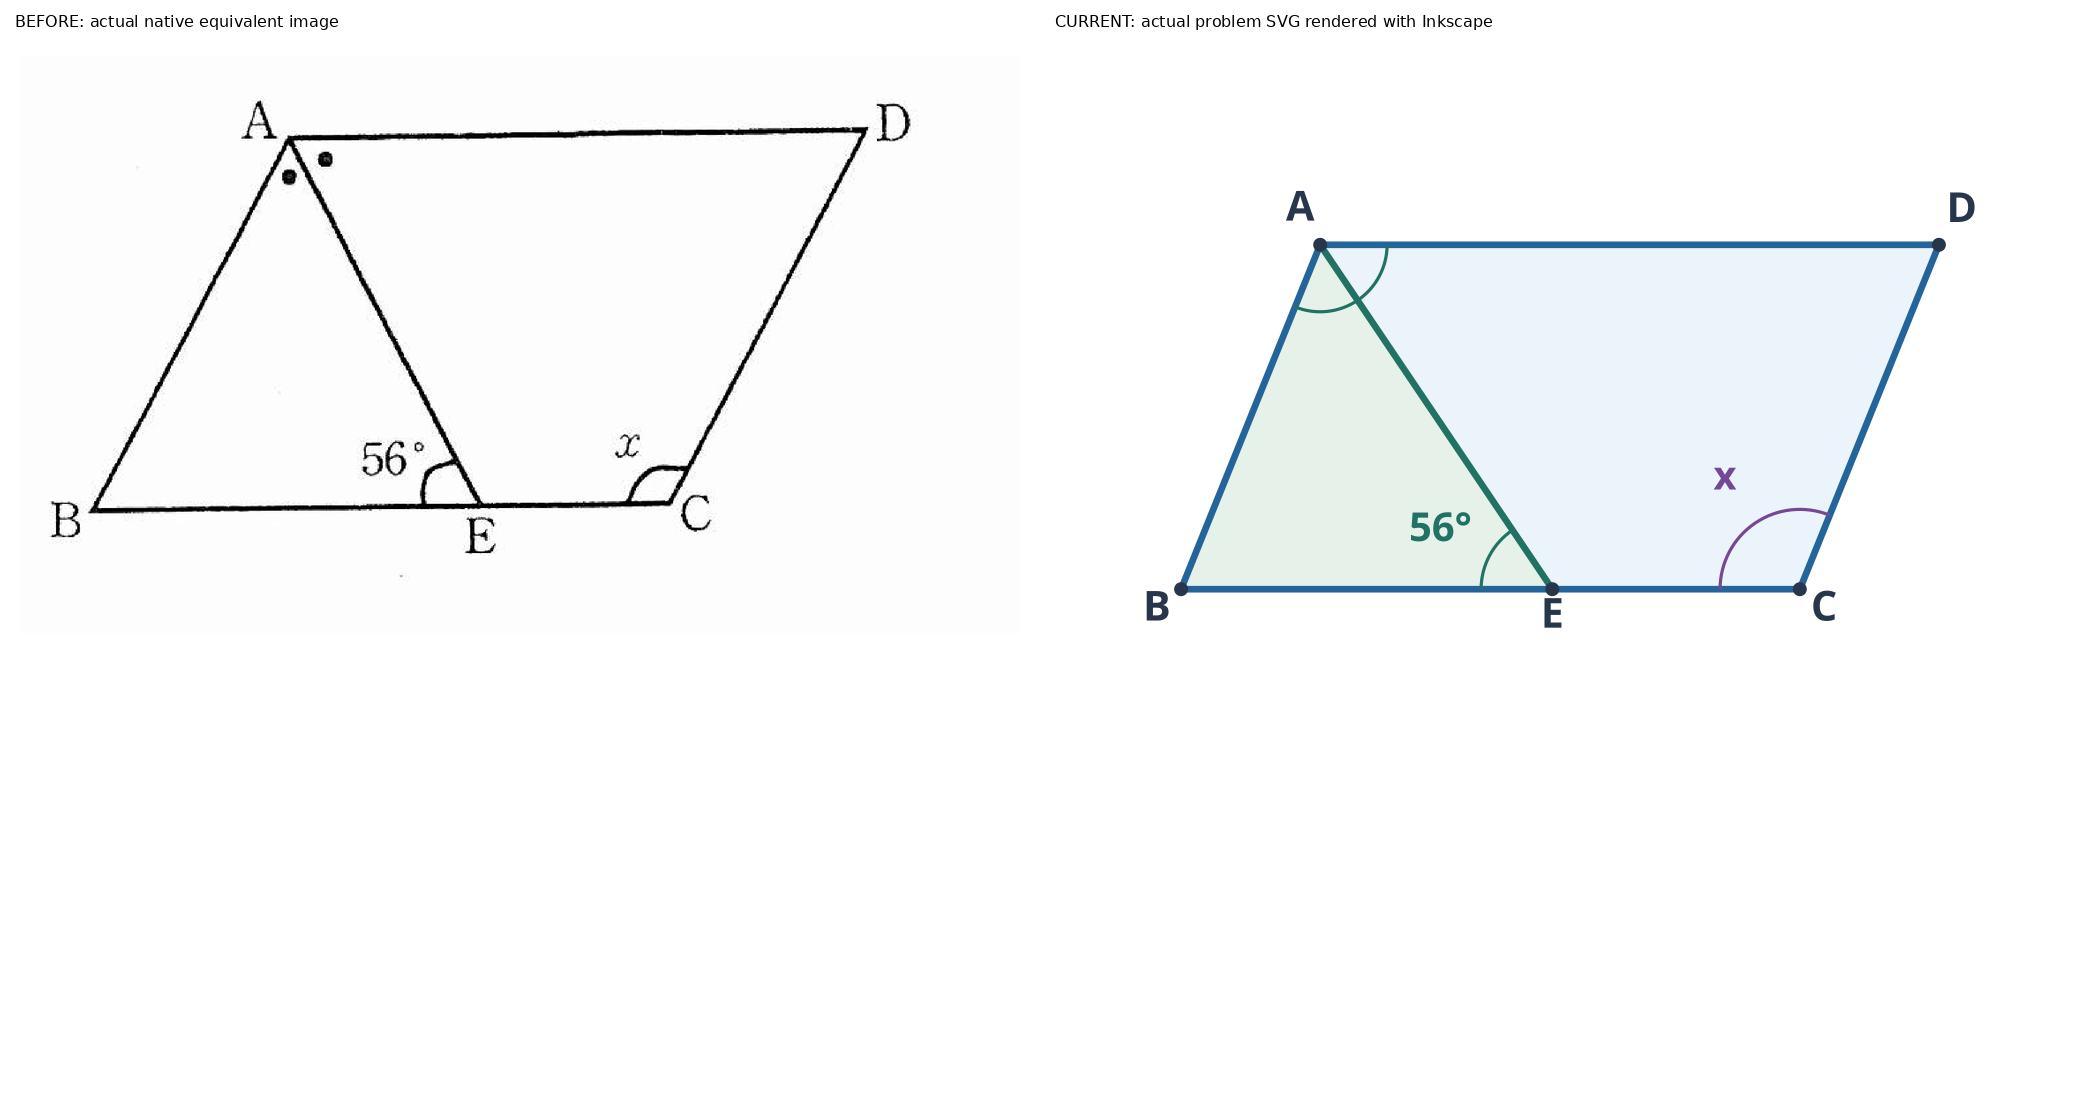 BEFORE: actual native equivalent image
A
D
56°
x
B
E
C
CURRENT: actual problem SVG rendered with Inkscape
A
D
x
56°
B
E
C